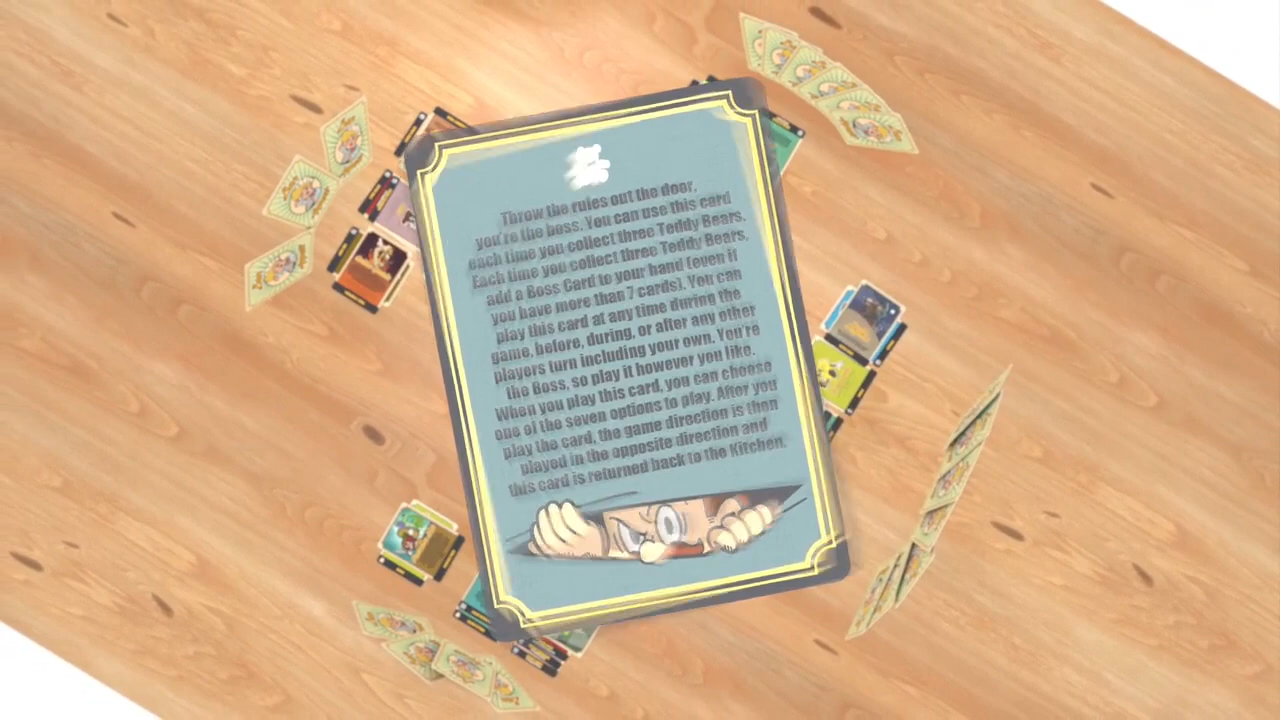 Throw the rules out the door,
you're the boss. You can use this card
each time you collect three Teddy Bears.
Each time you collect three Teddy Bears,
add a Boss Card to your hand (even if
you have more than 7 cards). You can
play this card at any time during the
game, before, during, or after any other
players turn including your own. You're
the Boss, so play it however you like.
When you play this card, you can choose
one of the seven options to play. After you
play the card, the game direction is then
played in the opposite direction and
this card is returned back to the Kitchen.